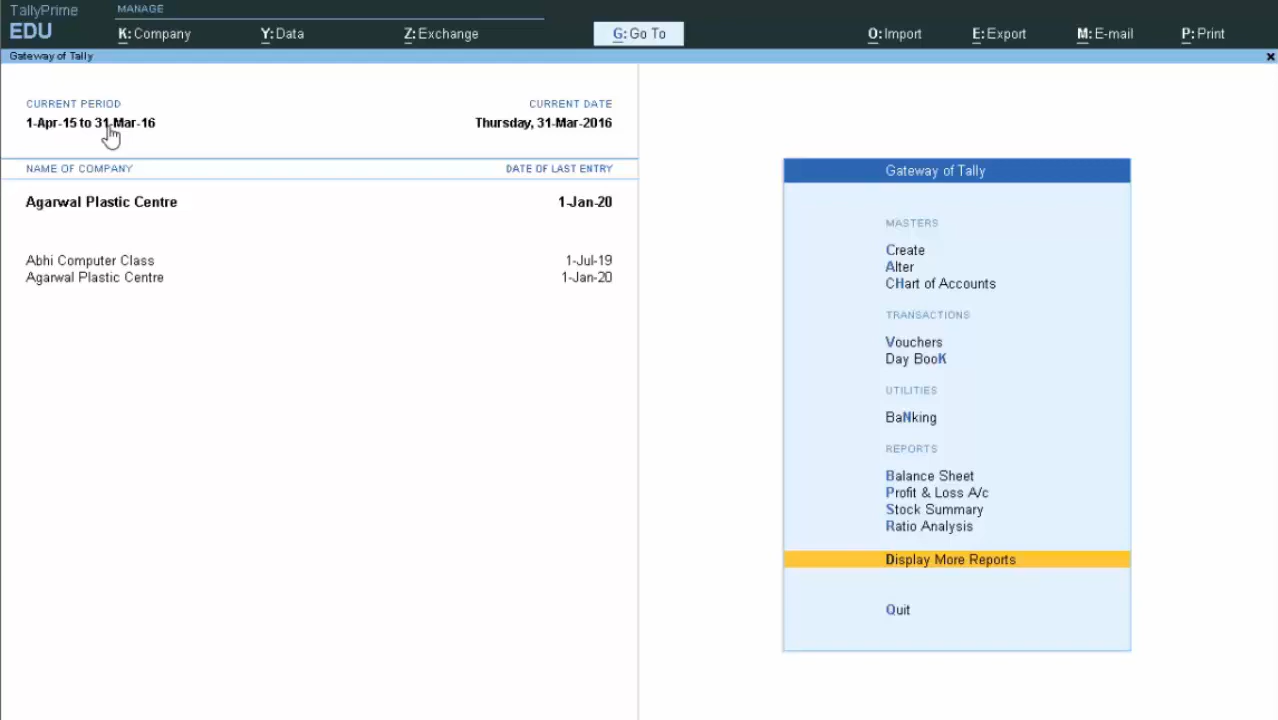 TallyPrime
EDU
MANAGE
K: Company
Y: Data
Z: Exchange
G: Go To
O: Import
E: Export
M: E-mail
P: Print
Gateway of Tally
CURRENT PERIOD
CURRENT DATE
1-Apr-15 to 31-Mar-16
Thursday, 31-Mar-2016
NAME OF COMPANY
DATE OF LAST ENTRY
Agarwal Plastic Centre
1-Jan-20
Abhi Computer Class
1-Jul-19
Agarwal Plastic Centre
1-Jan-20
Gateway of Tally
MASTERS
Create
Alter
CHart of Accounts
TRANSACTIONS
Vouchers
Day BooK
UTILITIES
BaNking
REPORTS
Balance Sheet
Profit & Loss A/c
Stock Summary
Ratio Analysis
Display More Reports
Quit